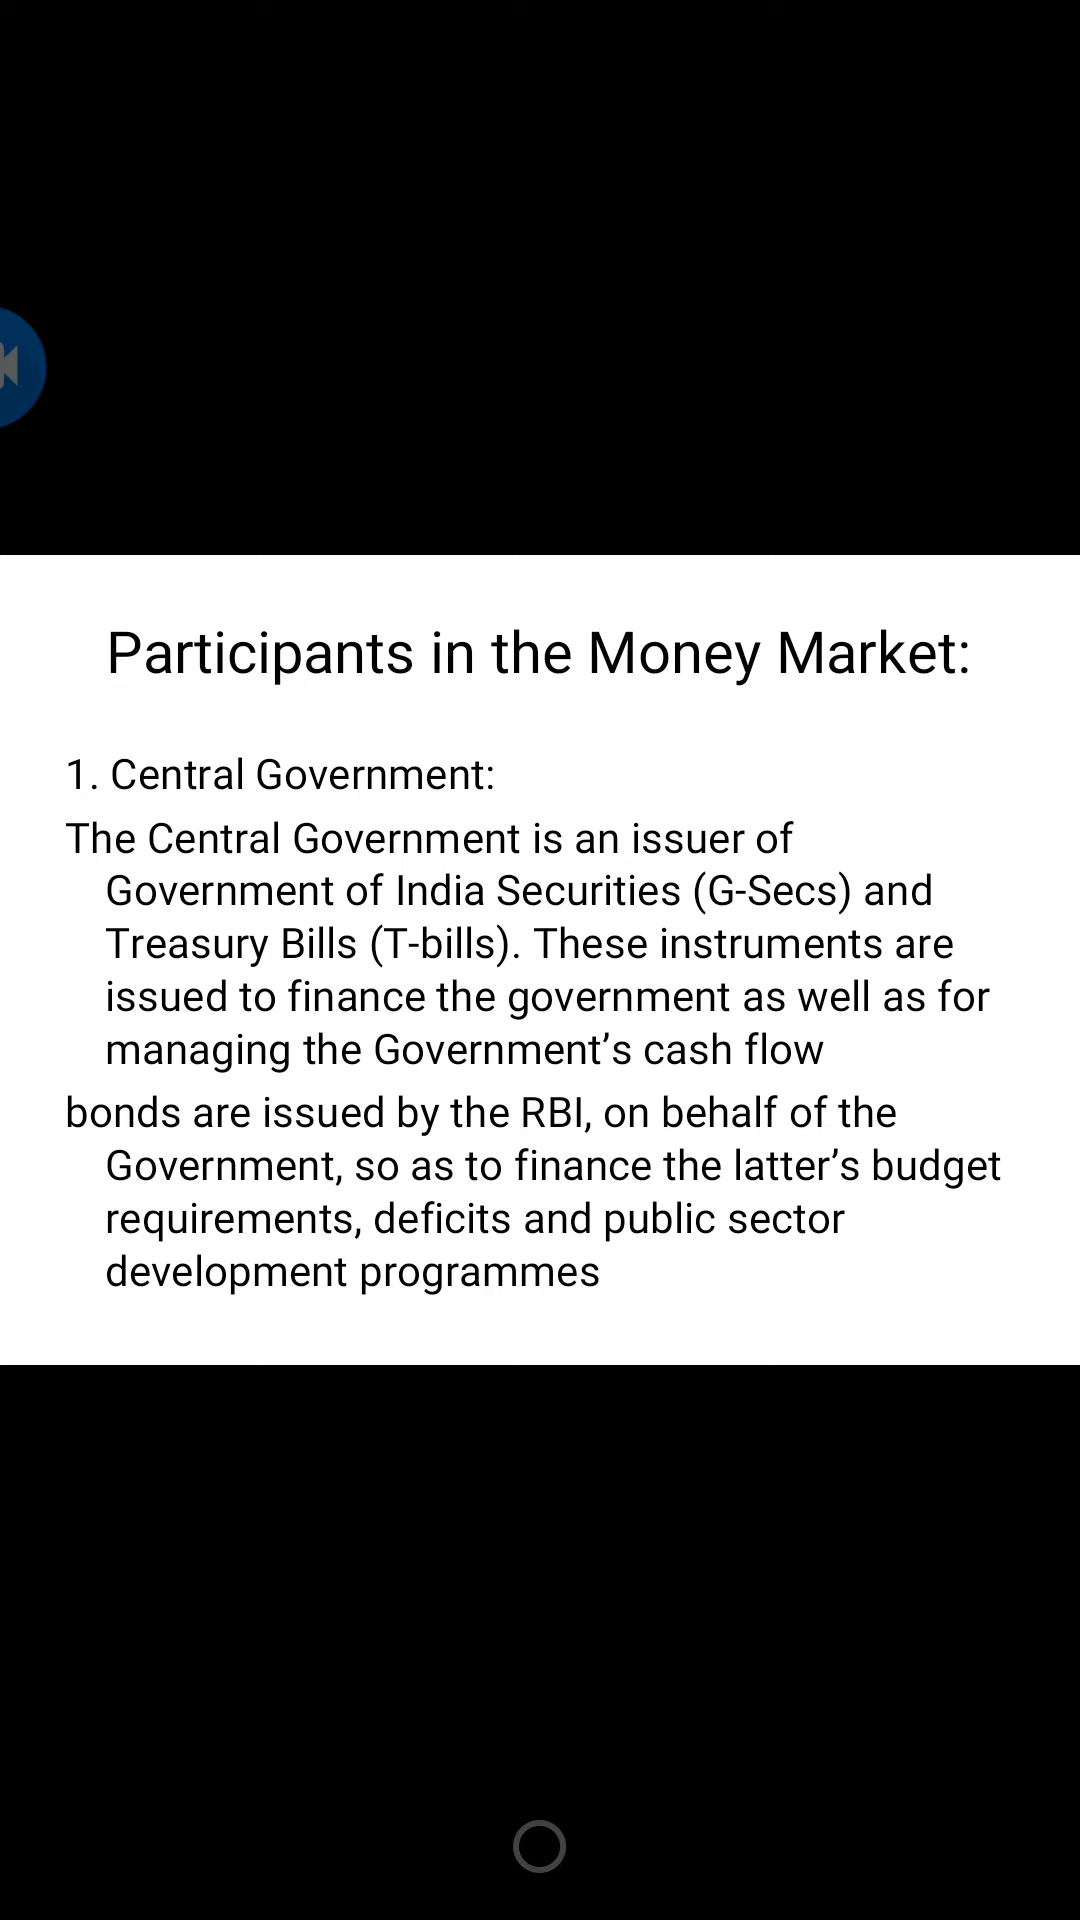 Participants in the Money Market:
1. Central Government:
The Central Government is an issuer of
Government of India Securities (G-Secs) and
Treasury Bills (T-bills). These instruments are
issued to finance the government as well as for
managing the Government’s cash flow
bonds are issued by the RBI, on behalf of the
Government, so as to finance the latter’s budget
requirements, deficits and public sector
development programmes